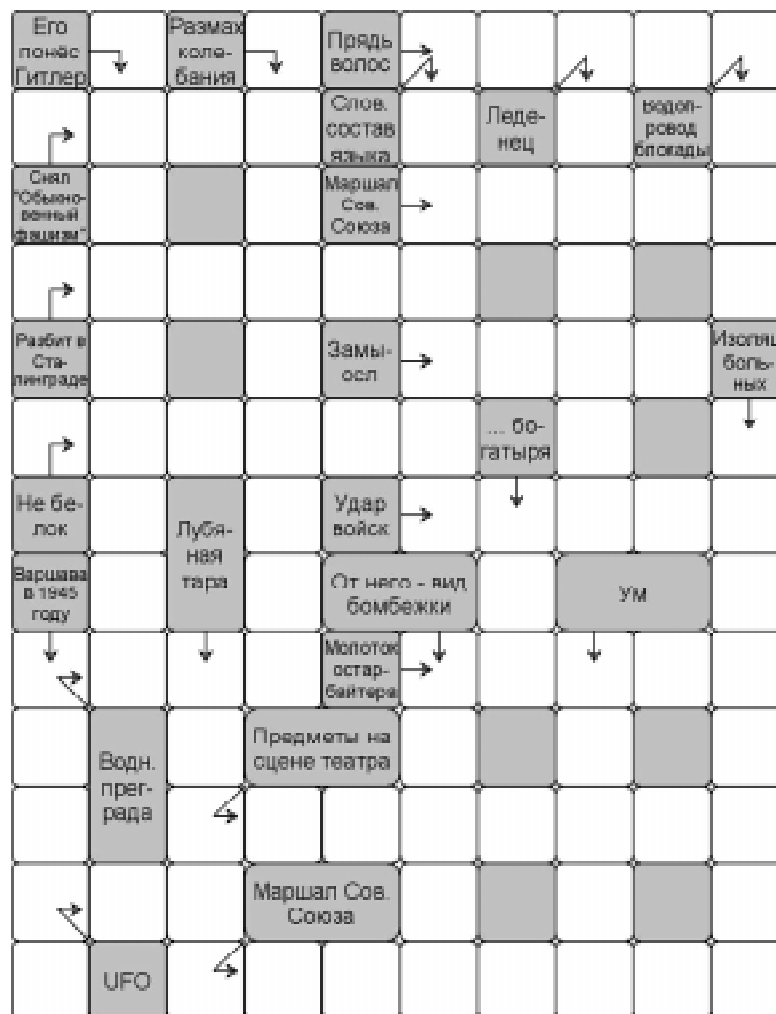 Его
понёс
Гитлер
Размах
коле-
бания
Прядь
волос
Слов.
состав
языка
Леде-
нец
Водоп-
ровод
блокады
Снял
"Обыкно-
венный
фашизм"
Маршал
Сов.
Союза
Разбит в
Ста-
линграде
Замы-
осл
Изоляц
боль-
ных
... бо-
гатыря
Не бе-
лок
Лубя-
ная
тара
Удар
войск
Варшава
в 1945
году
От него - вид
бомбежки
Ум
Молоток
остар-
байтера
Водн.
прег-
рада
Предметы на
сцене театра
Маршал Сов.
Союза
UFO